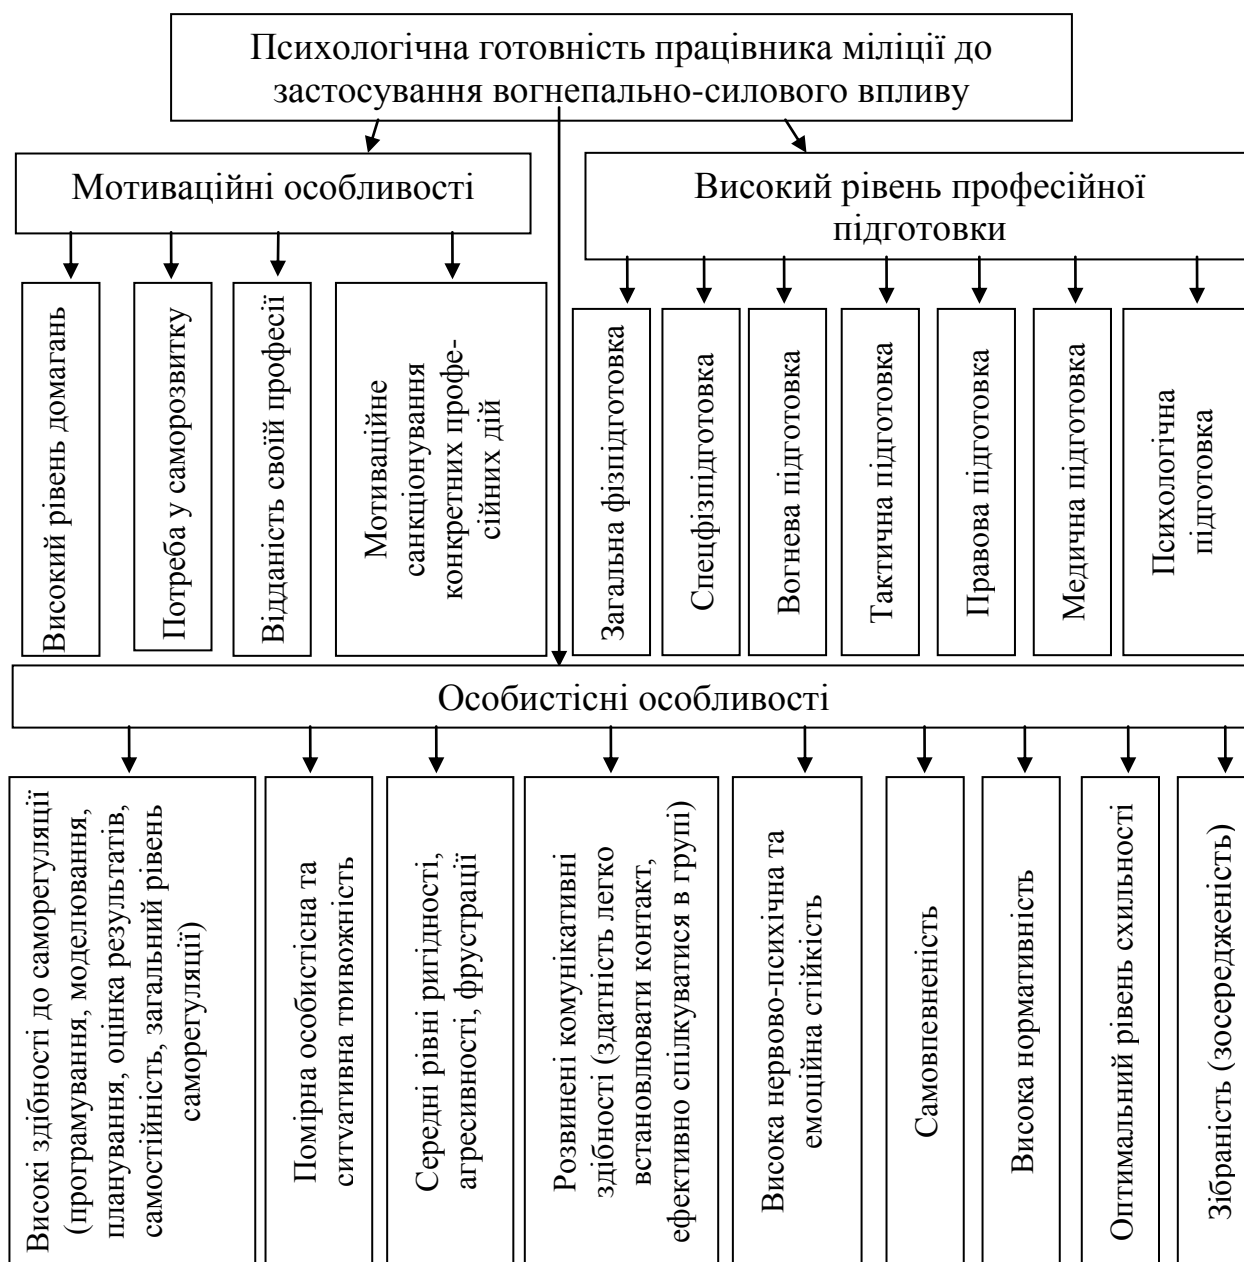 Психологічна готовність працівника міліції до
застосування вогнепально-силового впливу
Мотиваційні особливості
Високий рівень професійної
підготовки
Високий рівень домагань
Потреба у саморозвитку
Відданість своїй професії
Мотиваційне
санкціонування
конкретних профе-
сійних дій
Загальна фізпідготовка
Спецфізпідготовка
Вогнева підготовка
Тактична підготовка
Правова підготовка
Медична підготовка
Психологічна
підготовка
Особистісні особливості
Високі здібності до саморегуляції
(програмування, моделювання,
планування, оцінка результатів,
самостійність, загальний рівень
саморегуляції)
Помірна особистісна та
ситуативна тривожність
Середні рівні ригідності,
агресивності, фрустрації
Розвинені комунікативні
здібності (здатність легко
встановлювати контакт,
ефективно спілкуватися в групі)
Висока нервово-психічна та
емоційна стійкість
Самовпевненість
Висока нормативність
Оптимальний рівень схильності
Зібраність (зосередженість)